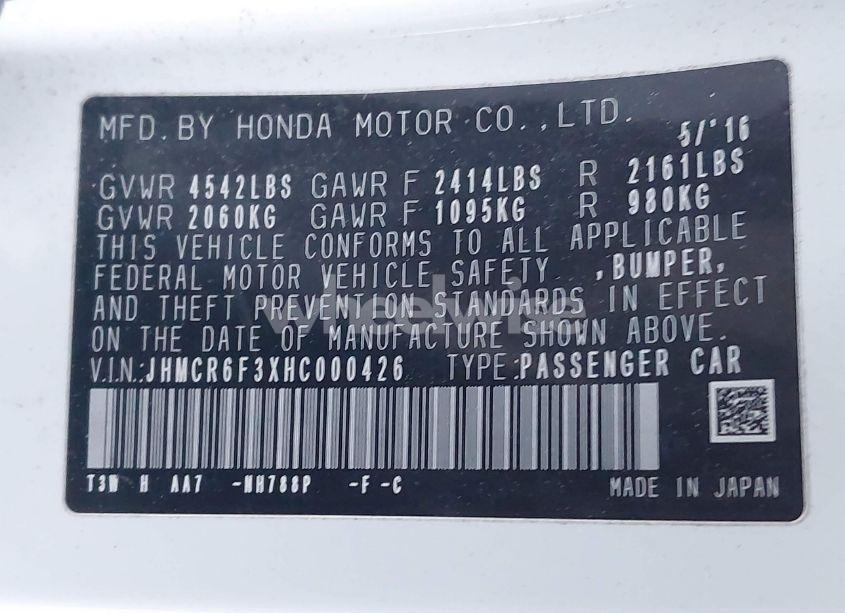 MFD. BY HONDA MOTOR CO., LTD. 5/'16
GVWR 4542LBS GAWR F 2414LBS R 2161LBS
GVWR 2060KG GAWR F 1095KG R 980KG
THIS VEHICLE CONFORMS TO ALL APPLICABLE
FEDERAL MOTOR VEHICLE SAFETY , BUMPER,
AND THEFT PREVENTION STANDARDS IN EFFECT
ON THE DATE OF MANUFACTURE SHOWN ABOVE.
V.I.N.:JHMCR6F3XHC000426 TYPE:PASSENGER CAR
T3W H AA7 -NH788P -F -C MADE IN JAPAN